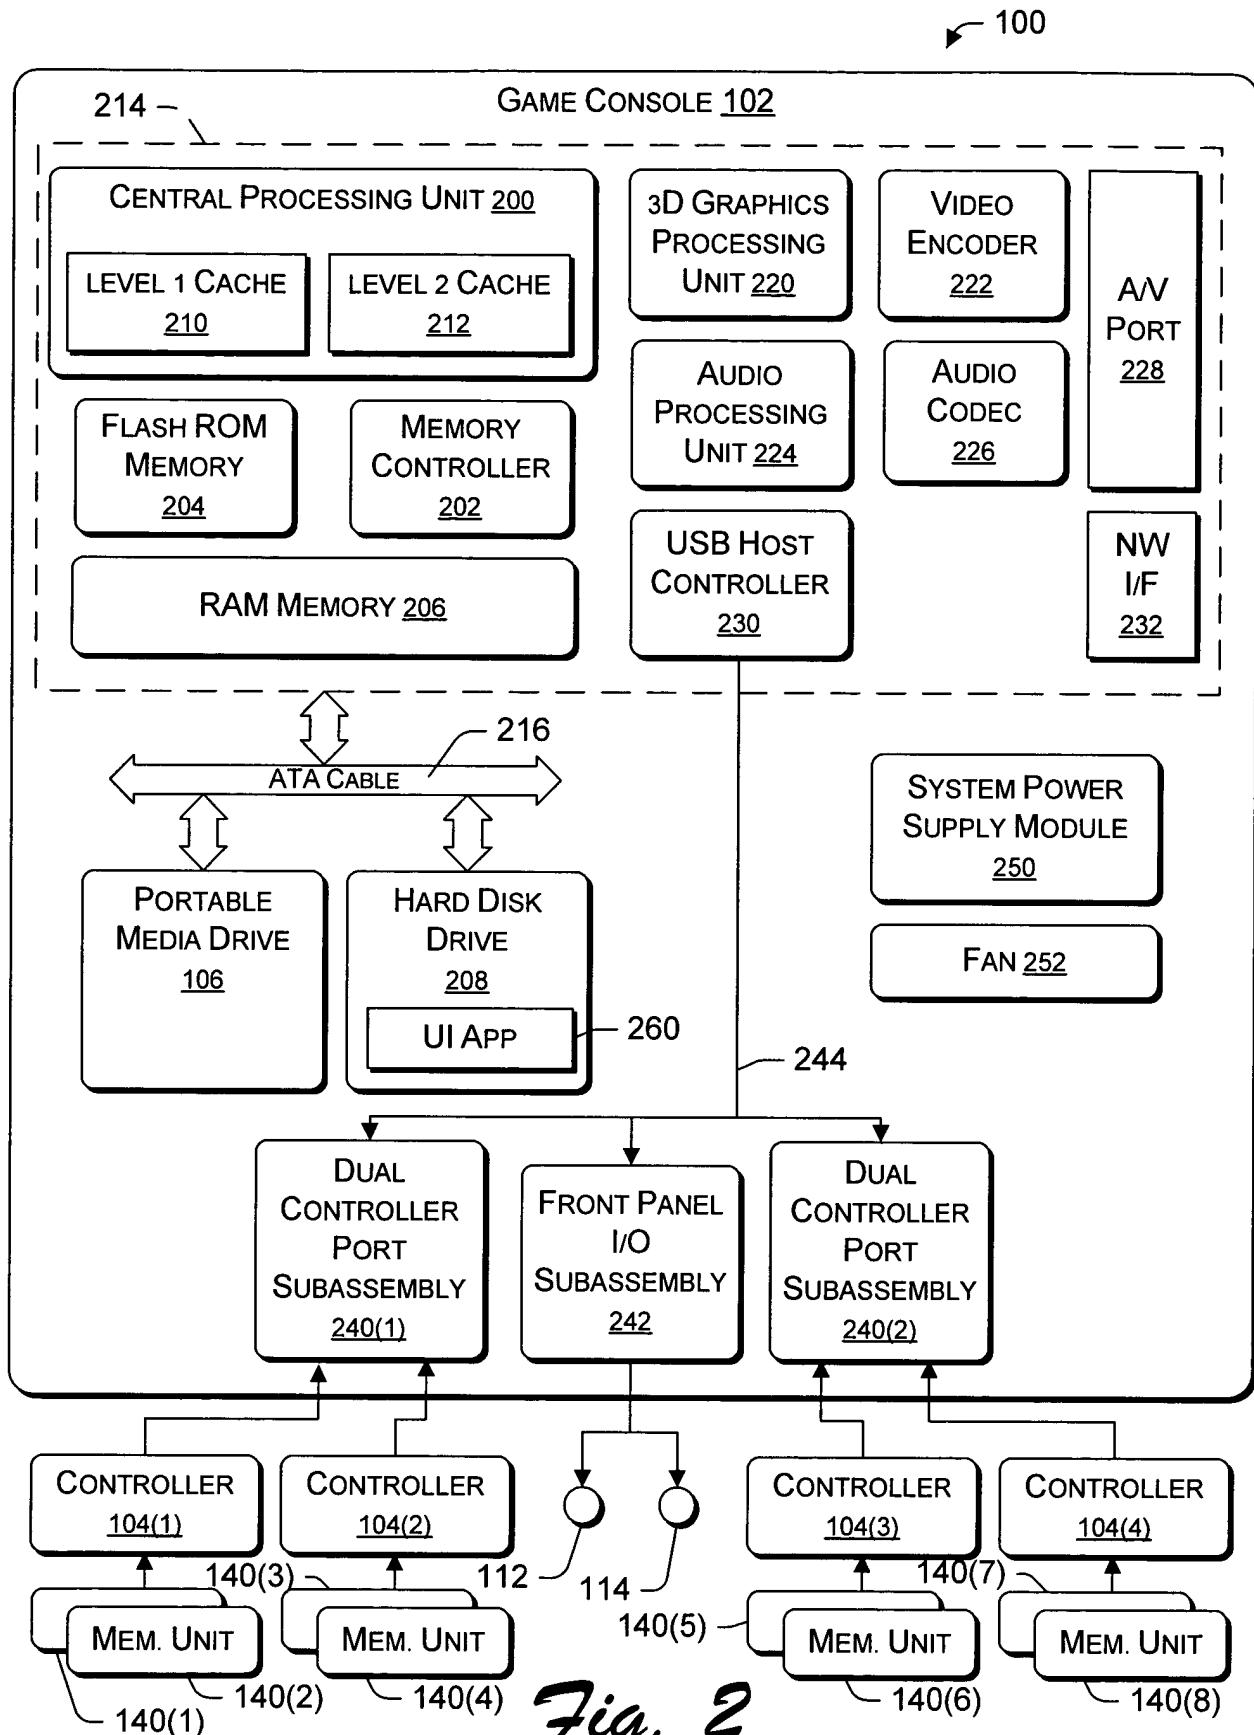 100
GAME CONSOLE 102
214
CENTRAL PROCESSING UNIT 200
LEVEL 1 CACHE
210
LEVEL 2 CACHE
212
3D GRAPHICS
PROCESSING
UNIT 220
VIDEO
ENCODER
222
A/V
PORT
228
AUDIO
PROCESSING
UNIT 224
AUDIO
CODEC
226
FLASH ROM
MEMORY
204
MEMORY
CONTROLLER
202
USB HOST
CONTROLLER
230
NW
I/F
232
RAM MEMORY 206
216
ATA CABLE
SYSTEM POWER
SUPPLY MODULE
250
PORTABLE
MEDIA DRIVE
106
HARD DISK
DRIVE
208
UI APP
260
FAN 252
244
DUAL
CONTROLLER
PORT
SUBASSEMBLY
240(1)
FRONT PANEL
I/O
SUBASSEMBLY
242
DUAL
CONTROLLER
PORT
SUBASSEMBLY
240(2)
CONTROLLER
104(1)
CONTROLLER
104(2)
112
114
CONTROLLER
104(3)
CONTROLLER
104(4)
140(3)
140(7)
140(5)
MEM. UNIT
MEM. UNIT
MEM. UNIT
MEM. UNIT
140(2)
140(4)
140(6)
140(8)
140(1)
Fig. 2